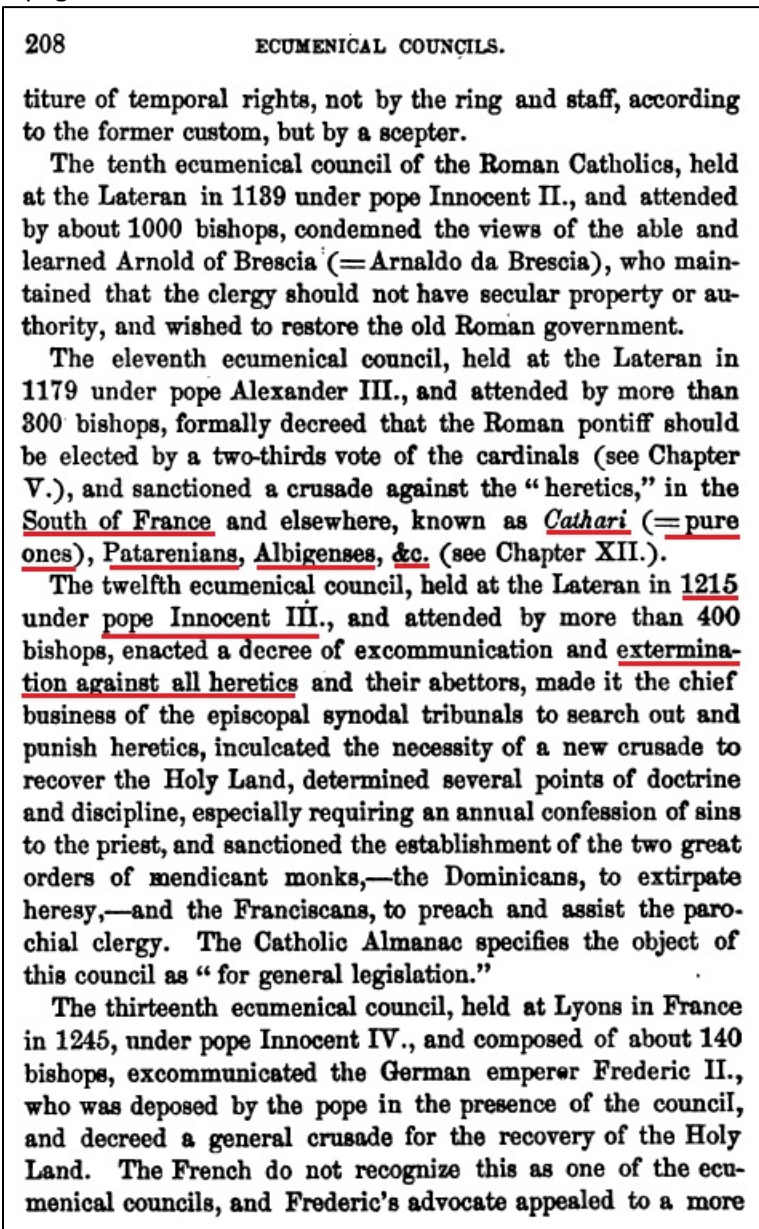 208 ECUMENICAL COUNCILS.
titure of temporal rights, not by the ring and staff, according
to the former custom, but by a scepter.
The tenth ecumenical council of the Roman Catholics, held
at the Lateran in 1139 under pope Innocent II., and attended
by about 1000 bishops, condemned the views of the able and
learned Arnold of Brescia (=Arnaldo da Brescia), who main-
tained that the clergy should not have secular property or au-
thority, and wished to restore the old Roman government.
The eleventh ecumenical council, held at the Lateran in
1179 under pope Alexander III., and attended by more than
300 bishops, formally decreed that the Roman pontiff should
be elected by a two-thirds vote of the cardinals (see Chapter
V.), and sanctioned a crusade against the "heretics," in the
South of France and elsewhere, known as Cathari (=pure
ones), Patarenians, Albigenses, &c. (see Chapter XII.).
The twelfth ecumenical council, held at the Lateran in 1215
under pope Innocent III., and attended by more than 400
bishops, enacted a decree of excommunication and extermina-
tion against all heretics and their abettors, made it the chief
business of the episcopal synodal tribunals to search out and
punish heretics, inculcated the necessity of a new crusade to
recover the Holy Land, determined several points of doctrine
and discipline, especially requiring an annual confession of sins
to the priest, and sanctioned the establishment of the two great
orders of mendicant monks,—the Dominicans, to extirpate
heresy,—and the Franciscans, to preach and assist the paro-
chial clergy. The Catholic Almanac specifies the object of
this council as "for general legislation."
The thirteenth ecumenical council, held at Lyons in France
in 1245, under pope Innocent IV., and composed of about 140
bishops, excommunicated the German emperer Frederic II.,
who was deposed by the pope in the presence of the council,
and decreed a general crusade for the recovery of the Holy
Land. The French do not recognize this as one of the ecu-
menical councils, and Frederic's advocate appealed to a more